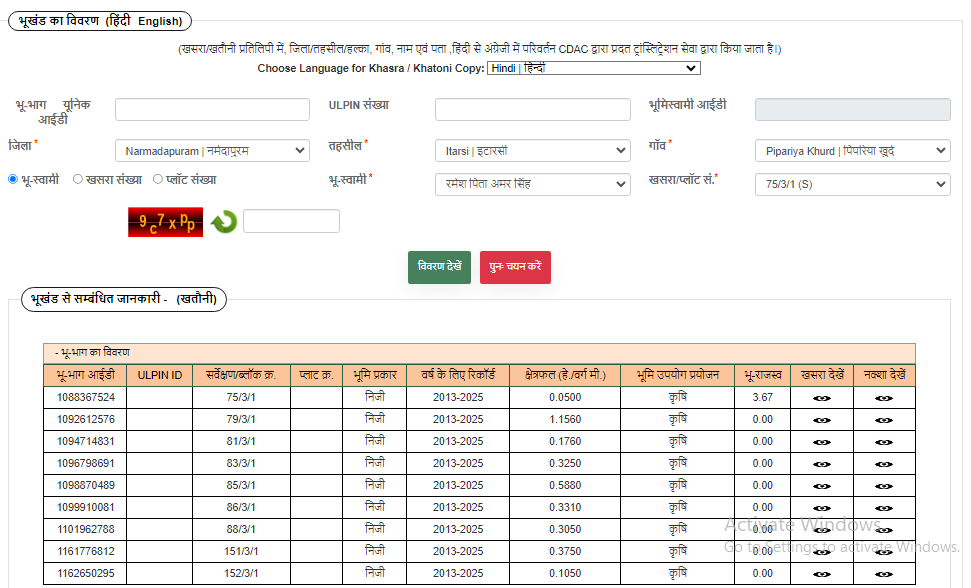 भूखंड का विवरण (हिंदी English)
(खसरा/खतौनी प्रतिलिपी में, जिला/तहसील/हल्का, गांव, नाम एवं पता ,हिंदी से अंग्रेजी में परिवर्तन CDAC द्वारा प्रदत ट्रांस्लिट्रेशन सेवा द्वारा किया जाता है।)
Choose Language for Khasra / Khatoni Copy: Hindi | हिन्दी
भू-भाग यूनिक आईडी ULPIN संख्या भूमिस्वामी आईडी
जिला * Narmadapuram | नर्मदापुरम तहसील * Itarsi | इटारसी गाँव * Pipariya Khurd | पिपरिया खुर्द
भू-स्वामी खसरा संख्या प्लॉट संख्या भू-स्वामी * रमेश पिता अमर सिंह खसरा/प्लॉट सं.* 75/3/1 (S)
9 c 7 x p p
विवरण देखें पुनः चयन करें
भूखंड से सम्बंधित जानकारी - (खतौनी)
- भू-भाग का विवरण
भू-भाग आईडी ULPIN ID सर्वेक्षण/ब्लॉक क्र. प्लाट क्र. भूमि प्रकार वर्ष के लिए रिकॉर्ड क्षेत्रफल (हे./वर्ग मी.) भूमि उपयोग प्रयोजन भू-राजस्व खसरा देखें नक्शा देखें
1088367524 75/3/1 निजी 2013-2025 0.0500 कृषि 3.67
1092612576 79/3/1 निजी 2013-2025 1.1560 कृषि 0.00
1094714831 81/3/1 निजी 2013-2025 0.1760 कृषि 0.00
1096798691 83/3/1 निजी 2013-2025 0.3250 कृषि 0.00
1098870489 85/3/1 निजी 2013-2025 0.5880 कृषि 0.00
1099910081 86/3/1 निजी 2013-2025 0.3310 कृषि 0.00
1101962788 88/3/1 निजी 2013-2025 0.3050 कृषि 0.00
Activate Windows
1161776812 151/3/1 निजी 2013-2025 0.3750 कृषि 0.00
Go to Settings to activate Windows.
1162650295 152/3/1 निजी 2013-2025 0.1050 कृषि 0.00